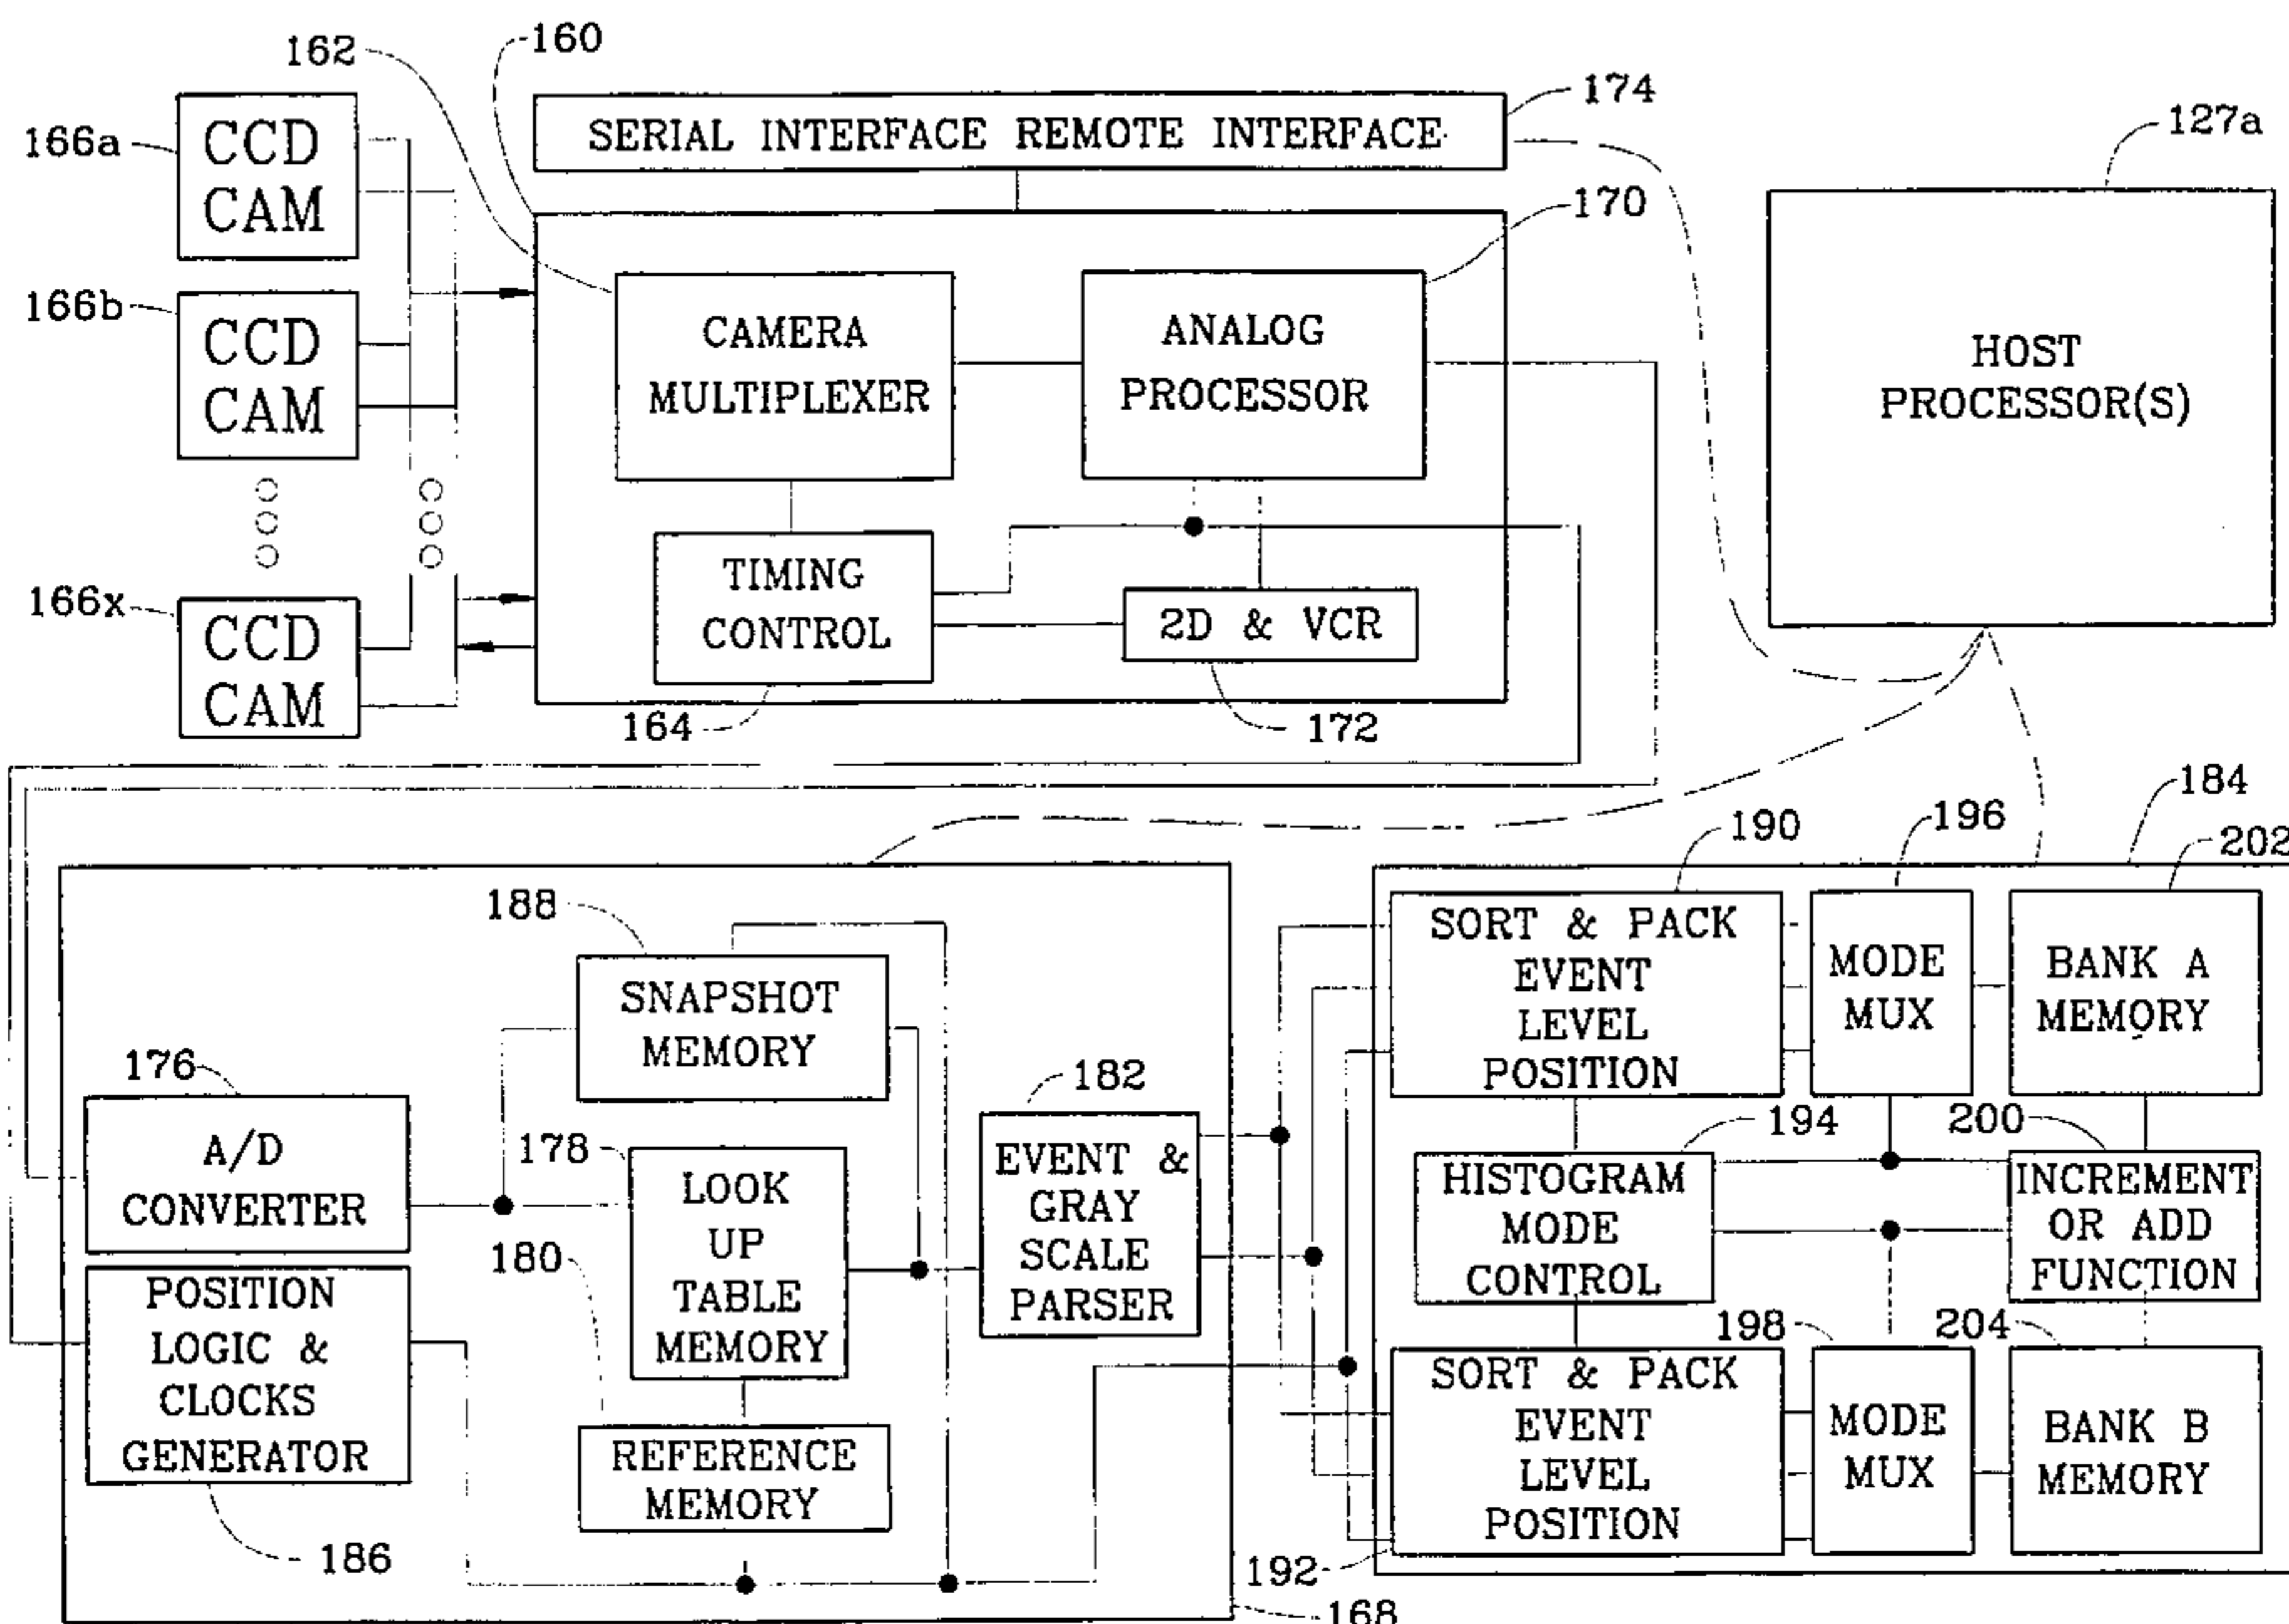 162
160
166a
CCD
CAM
SERIAL INTERFACE REMOTE INTERFACE
174
127a
166b
CCD
CAM
CAMERA
MULTIPLEXER
170
ANALOG
PROCESSOR
HOST
PROCESSOR(S)
166x
CCD
CAM
TIMING
CONTROL
2D & VCR
164
172
184
190
196
202
188
SNAPSHOT
MEMORY
SORT & PACK
EVENT
LEVEL
POSITION
MODE
MUX
BANK A
MEMORY
176
A/D
CONVERTER
178
LOOK
UP
TABLE
MEMORY
182
EVENT &
GRAY
SCALE
PARSER
194
HISTOGRAM
MODE
CONTROL
200
INCREMENT
OR ADD
FUNCTION
180
POSITION
LOGIC &
CLOCKS
GENERATOR
REFERENCE
MEMORY
198
204
SORT & PACK
EVENT
LEVEL
POSITION
MODE
MUX
BANK B
MEMORY
186
192
168